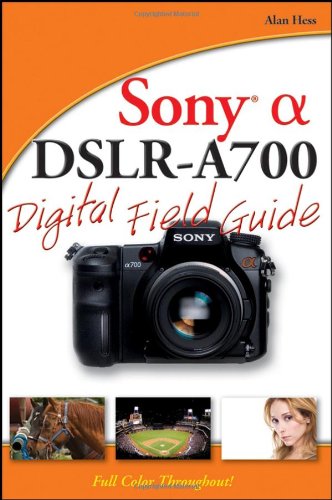 Alan Hess
Sony® α
DSLR-A700
Digital Field Guide
SONY
α700
α
Full Color Throughout!